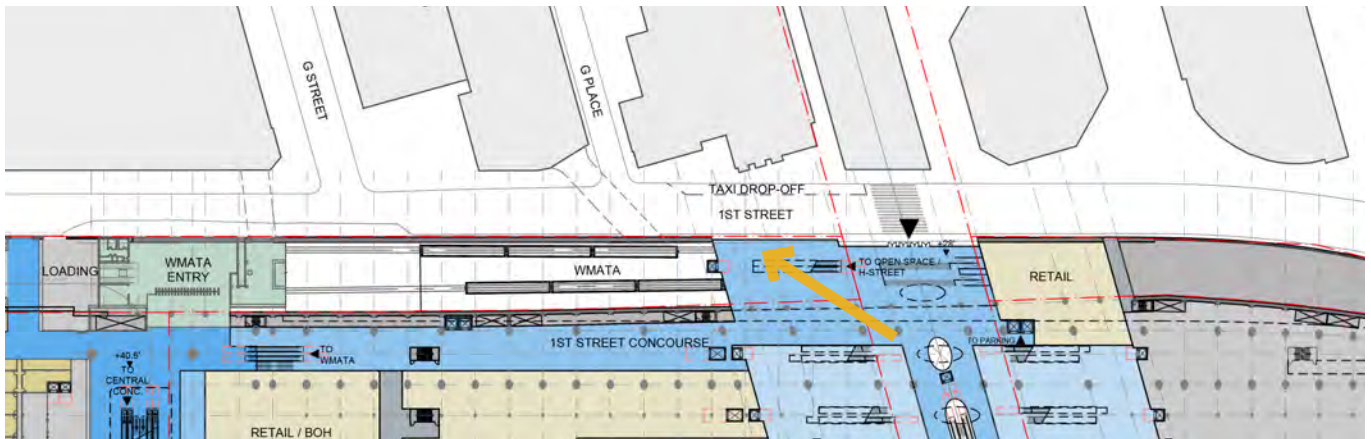 G STREET
G PLACE
TAXI DROP-OFF
1ST STREET
LOADING
WMATA
ENTRY
WMATA
+28'
TO OPEN SPACE /
H-STREET
RETAIL
1ST STREET CONCOURSE
TO PARKING
TO
WMATA
+40.6'
TO
CENTRAL
CONC.
RETAIL / BOH